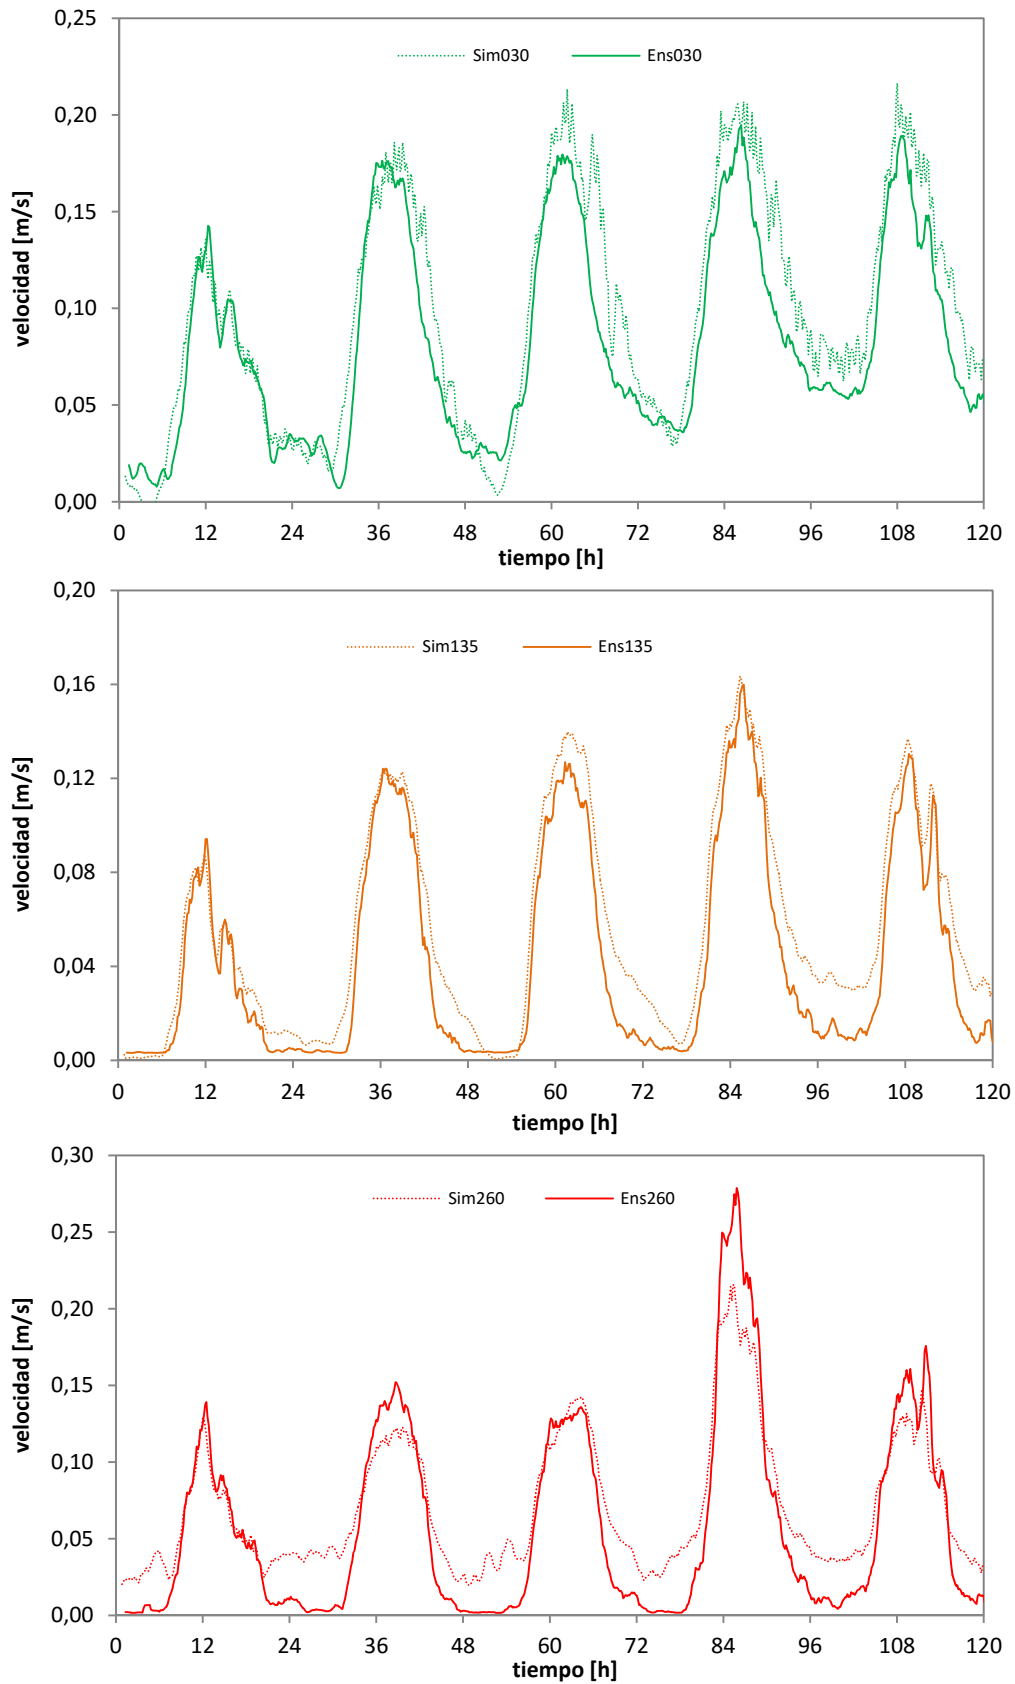 0,25
Sim030 Ens030
0,20
0,15
velocidad [m/s]
0,10
0,05
0,00
0 12 24 36 48 60 72 84 96 108 120
tiempo [h]
0,20
Sim135 Ens135
0,16
0,12
velocidad [m/s]
0,08
0,04
0,00
0 12 24 36 48 60 72 84 96 108 120
tiempo [h]
0,30
Sim260 Ens260
0,25
0,20
velocidad [m/s]
0,15
0,10
0,05
0,00
0 12 24 36 48 60 72 84 96 108 120
tiempo [h]